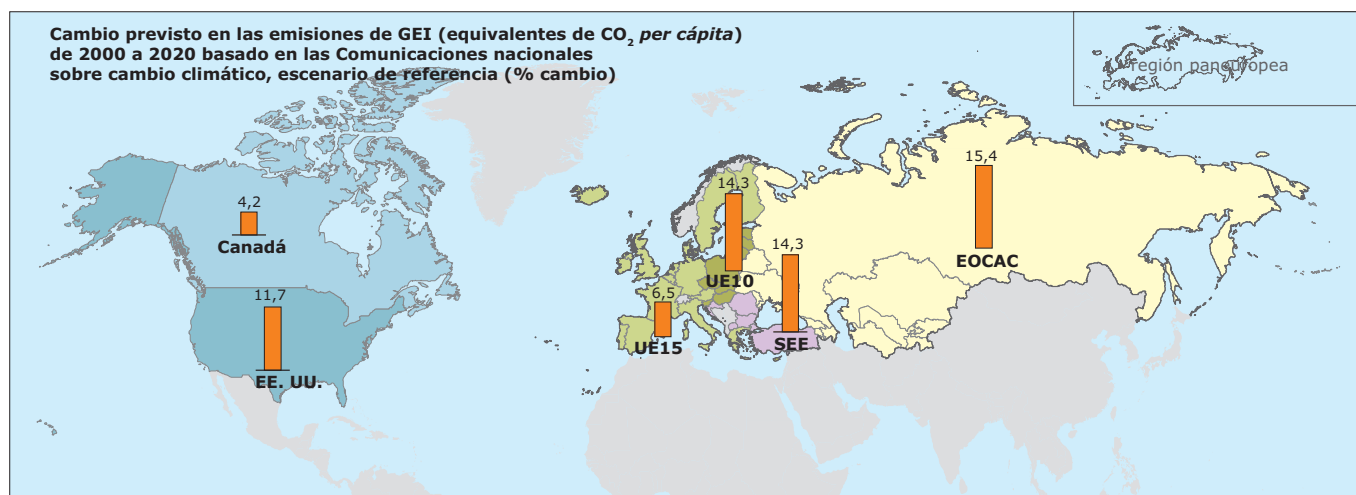 Cambio previsto en las emisiones de GEI (equivalentes de CO₂ per cápita)
de 2000 a 2020 basado en las Comunicaciones nacionales
sobre cambio climático, escenario de referencia (% cambio)
región paneuropea
15,4
EOCAC
14,3
UE10
4,2
Canadá
14,3
SEE
6,5
UE15
11,7
EE. UU.